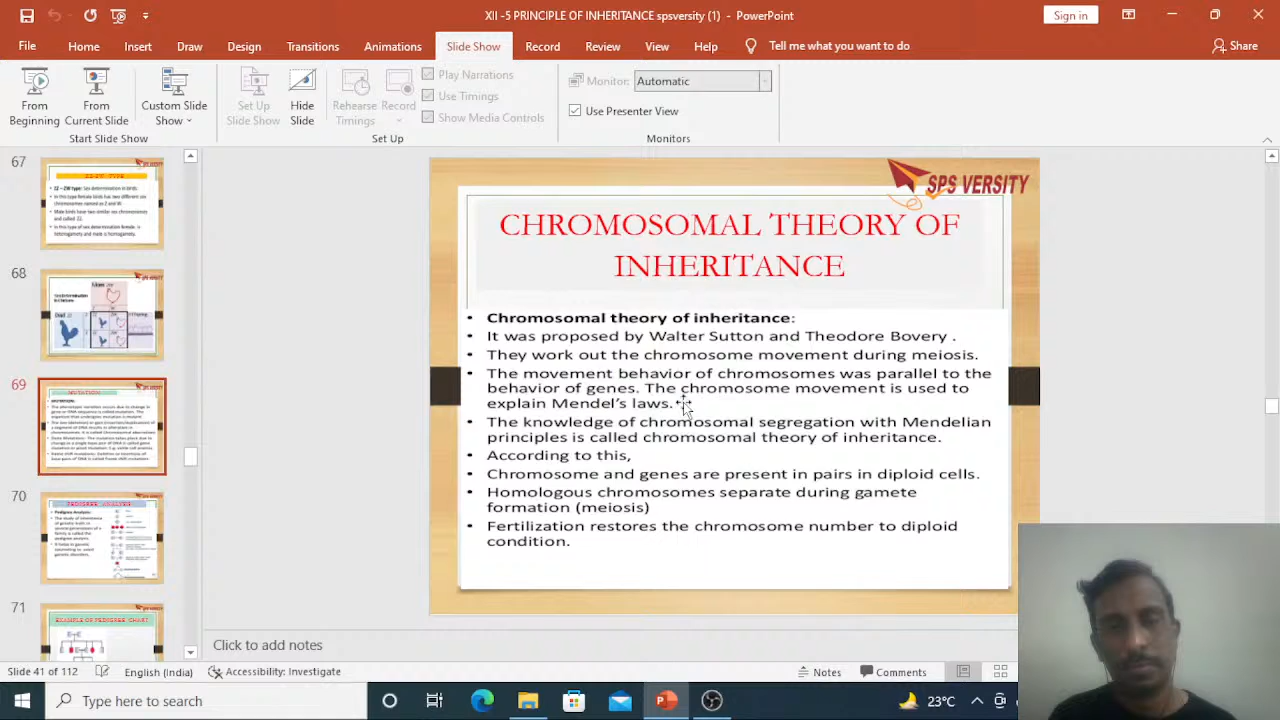 XII -5 PRINCIPLE OF INHERITANCE spsversity (1) - PowerPoint
Sign in
File Home Insert Draw Design Transitions Animations Slide Show Record Review View Help Tell me what you want to do Share
From Beginning
From Current Slide
Custom Slide Show
Set Up Slide Show
Hide Slide
Rehearse Timings
Record
Play Narrations
Use Timings
Show Media Controls
Monitor: Automatic
Use Presenter View
Start Slide Show
Set Up
Monitors
67
68
69
70
PEDIGREE ANALYSIS
Pedigree Analysis:
71
EXAMPLE OF PEDIGREE CHART
SPS VERSITY
CHROMOSOMAL THEORY OF
INHERITANCE
• Chromosomal theory of inheritance:
• It was proposed by Walter Sutton and Theodore Bovery .
• They work out the chromosome movement during meiosis.
• The movement behavior of chromosomes was parallel to the
behavior of genes. The chromosome movement is used to
explain Mendel's laws.
• The knowledge of chromosomal segregation with Mendelian
principles is called chromosomal theory of inheritance.
• According to this,
• Chromosome and genes are present in pairs in diploid cells.
• Homologous chromosomes separate during gamete
formation (meiosis)
• Fertilization restores the chromosome number to diploid
condition.
Click to add notes
Slide 41 of 112 English (India) Accessibility: Investigate Notes Comments
Type here to search
23°C